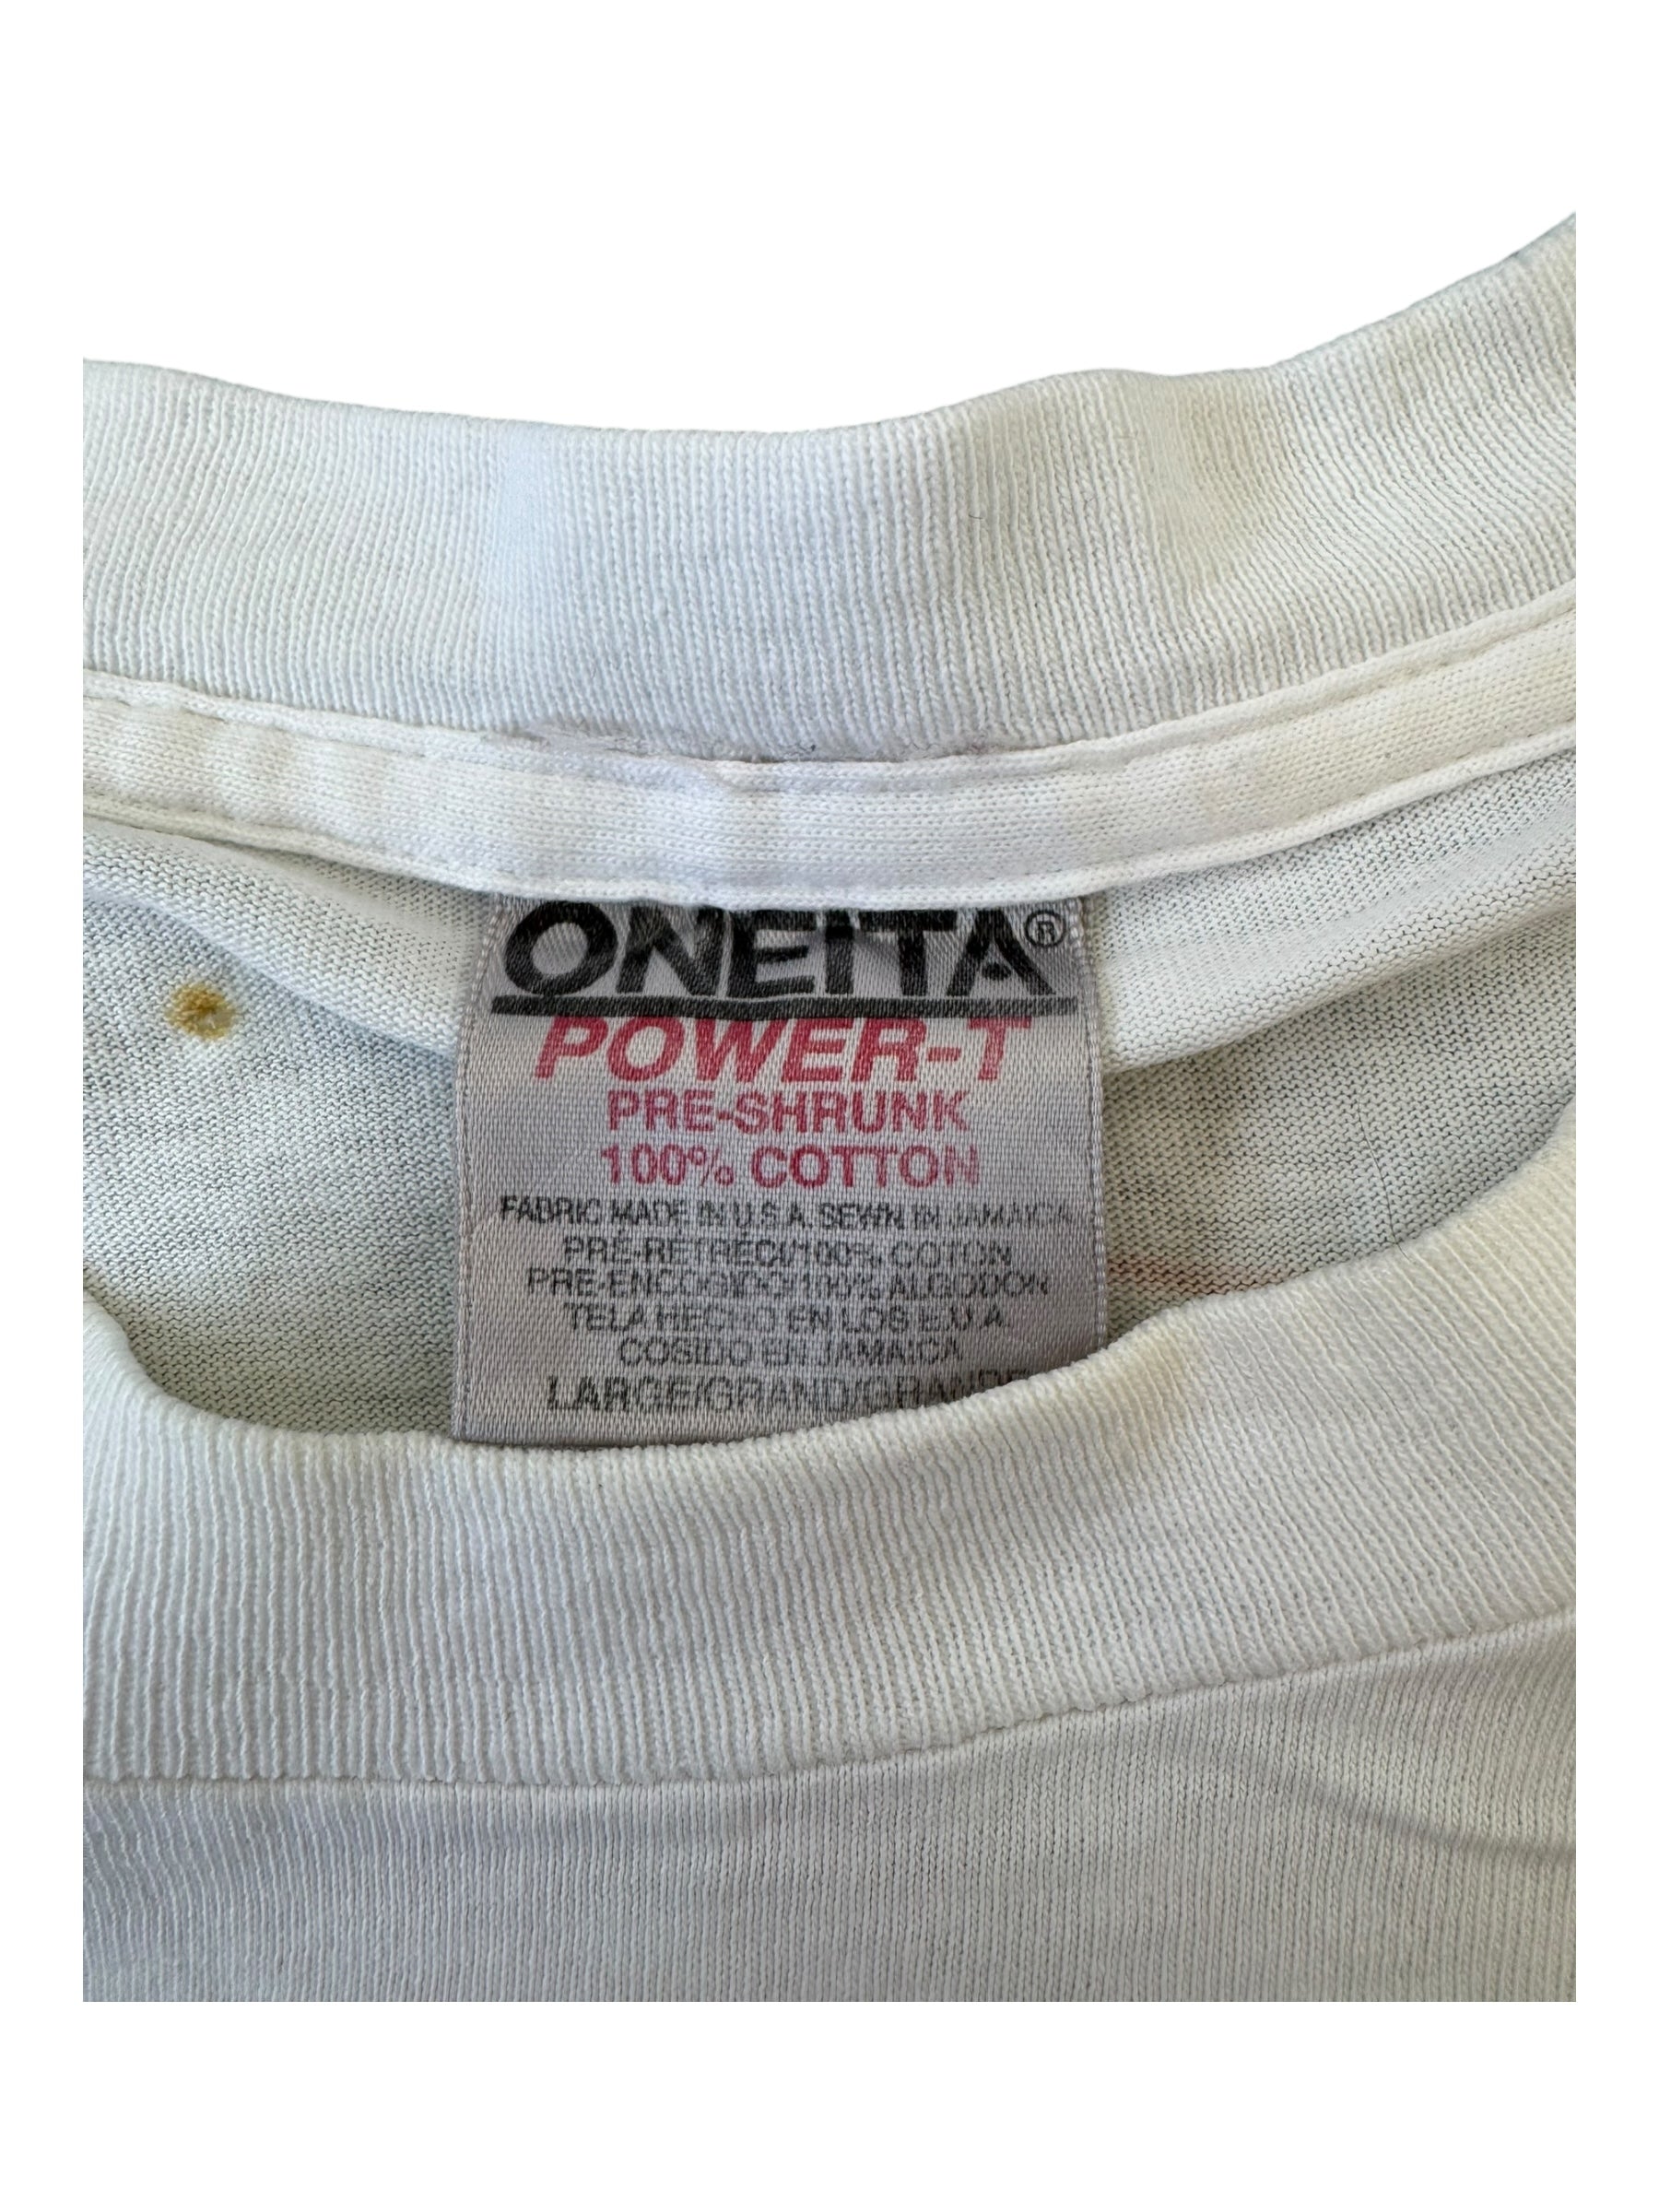 ONEITA®
POWER-T
PRE-SHRUNK
100% COTTON
FABRIC MADE IN U.S.A. SEWN IN JAMAICA
PRÉ-RETRÉCI/100% COTON
PRE-ENCOGIDO/100% ALGODON
TELA HECHO EN LOS E.U.A.
COSIDO EN JAMAICA
LARGE/GRAND/GRANDE